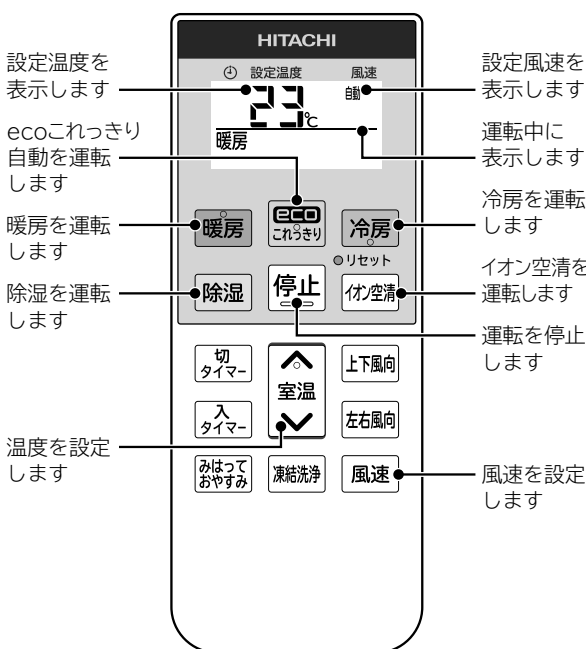 HITACHI
設定温度
風速
23℃
自動
暖房
設定温度を
表示します
ecoこれっきり
自動を運転
します
暖房を運転
します
除湿を運転
します
温度を設定
します
設定風速を
表示します
運転中に
表示します
冷房を運転
します
イオン空清を
運転します
運転を停止
します
風速を設定
します
暖房
eco
これっきり
冷房
リセット
除湿
停止
イオン空清
切
タイマー
室温
上下風向
入
タイマー
左右風向
みはって
おやすみ
凍結洗浄
風速